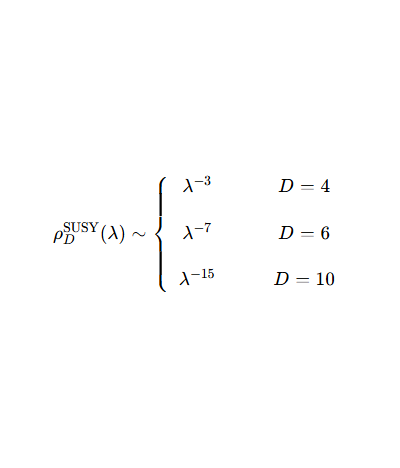 λ⁻³ D = 4
ρ_D^SUSY(λ) ∼ { λ⁻⁷ D = 6
λ⁻¹⁵ D = 10